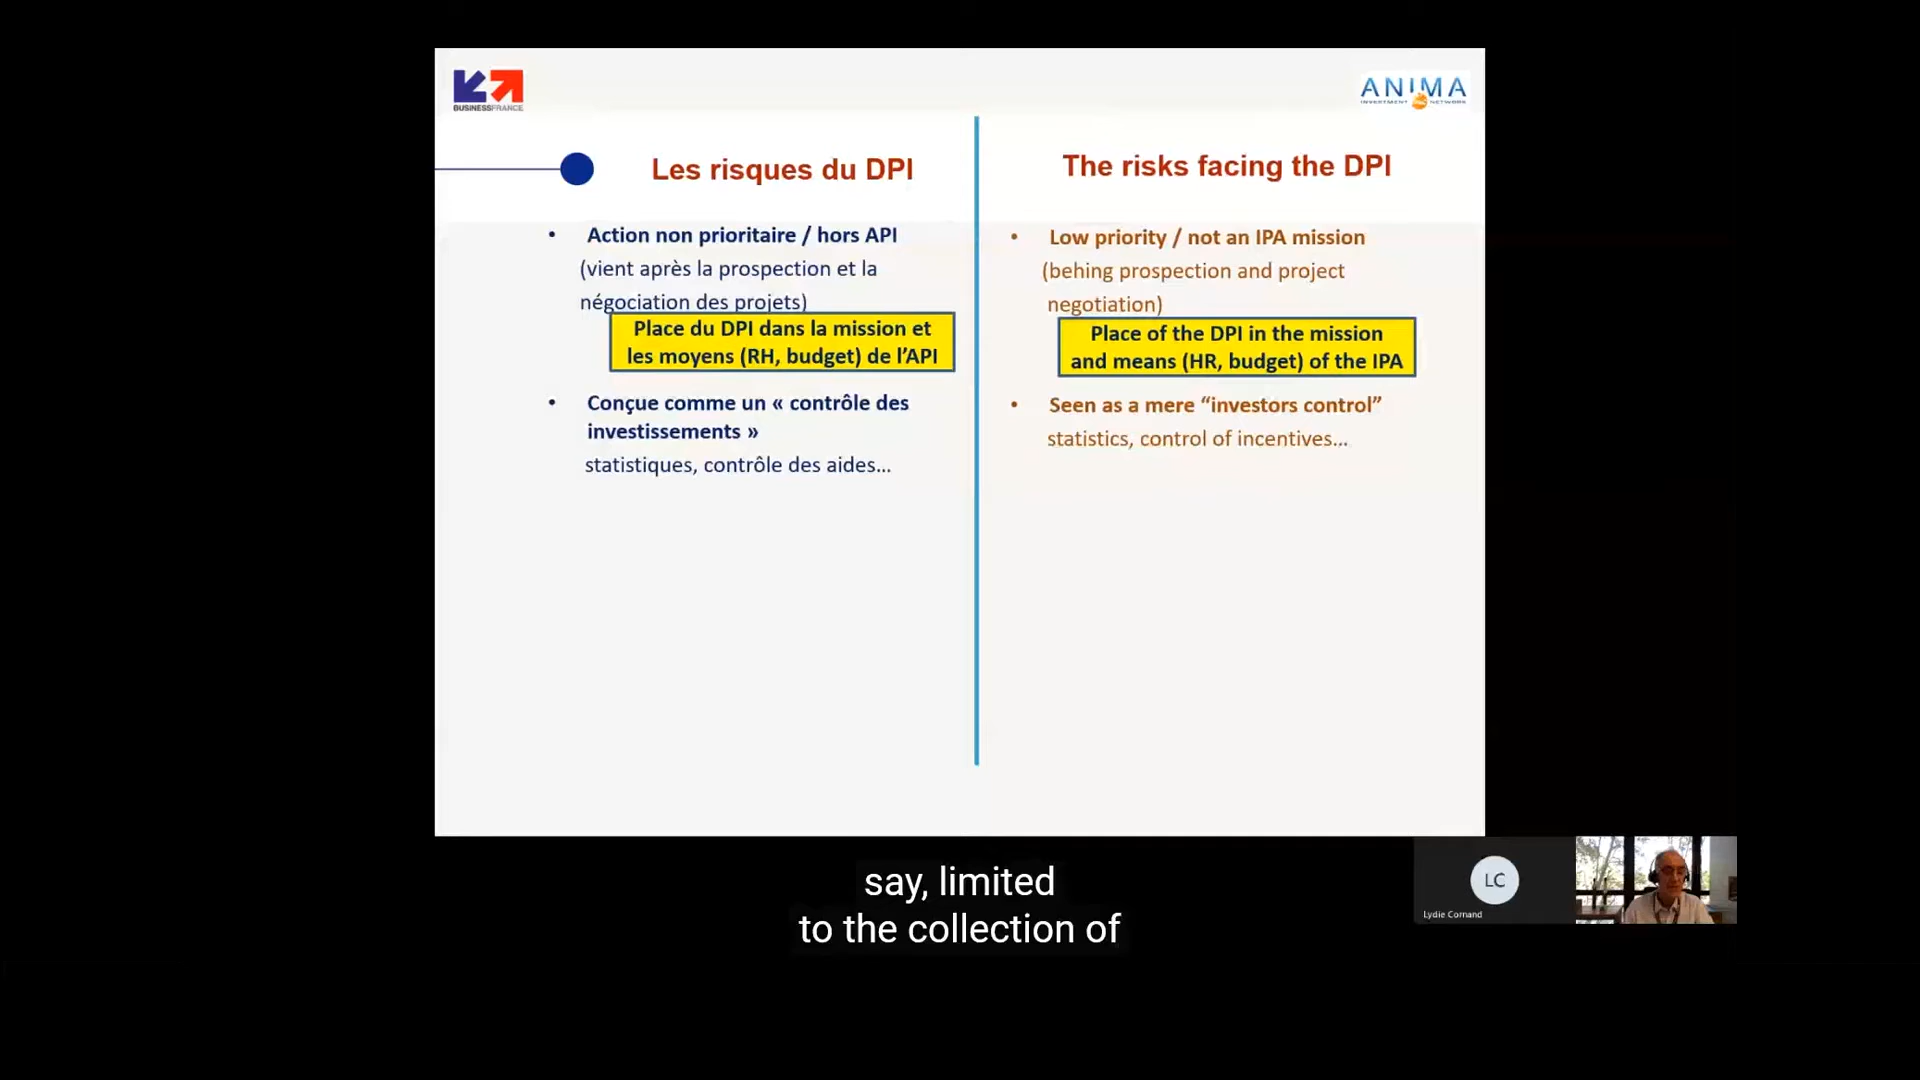 BUSINESSFRANCE
ANIMA
INVESTMENT NETWORK
Les risques du DPI
• Action non prioritaire / hors API
(vient après la prospection et la
négociation des projets)
Place du DPI dans la mission et
les moyens (RH, budget) de l’API
• Conçue comme un « contrôle des
investissements »
statistiques, contrôle des aides…
The risks facing the DPI
• Low priority / not an IPA mission
(behing prospection and project
negotiation)
Place of the DPI in the mission
and means (HR, budget) of the IPA
• Seen as a mere “investors control”
statistics, control of incentives…
LC
Lydie Cornand
say, limited
to the collection of